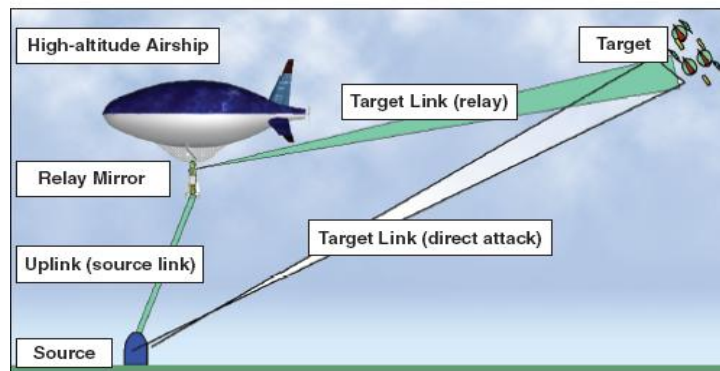 High-altitude Airship
Target
Target Link (relay)
Relay Mirror
Target Link (direct attack)
Uplink (source link)
Source